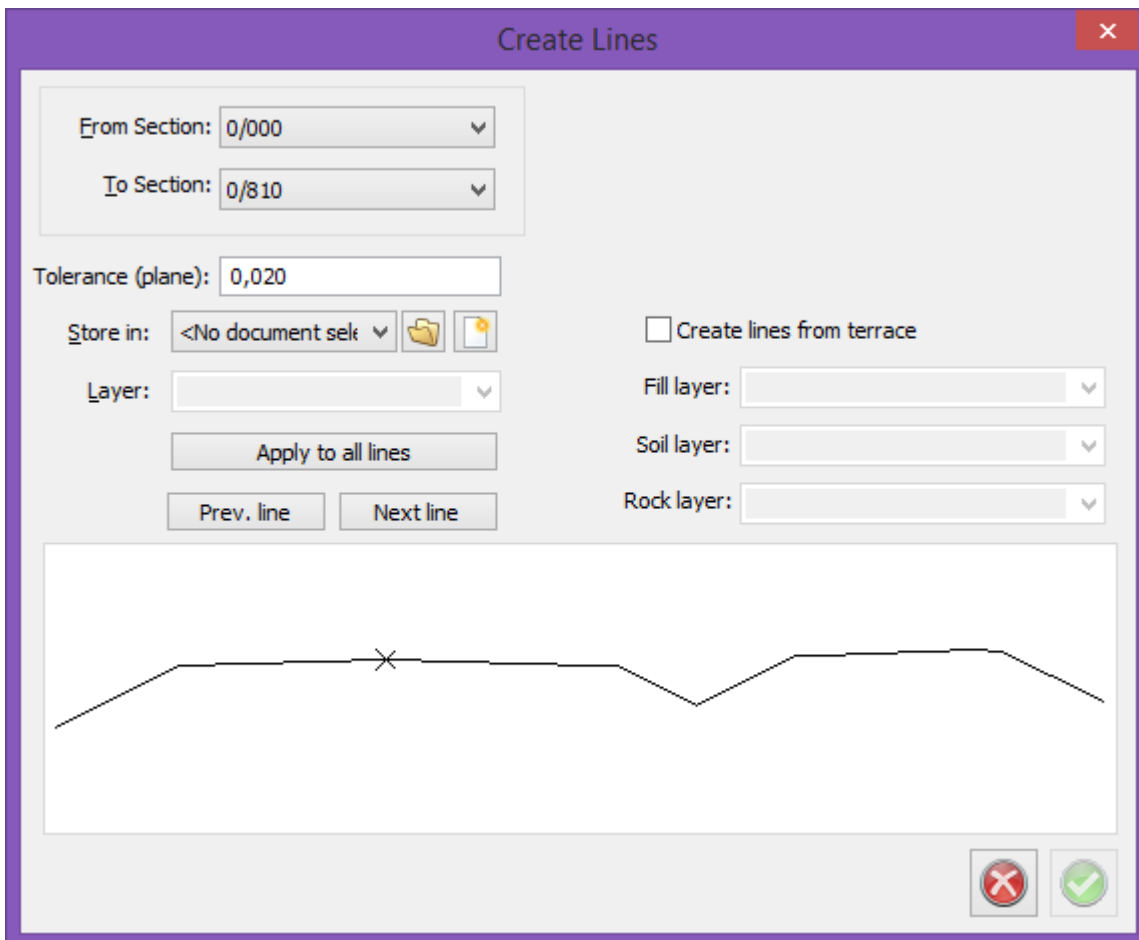 Create Lines
From Section: 0/000
To Section: 0/810
Tolerance (plane): 0,020
Store in: <No document sele
Create lines from terrace
Layer:
Fill layer:
Apply to all lines
Soil layer:
Prev. line
Next line
Rock layer: